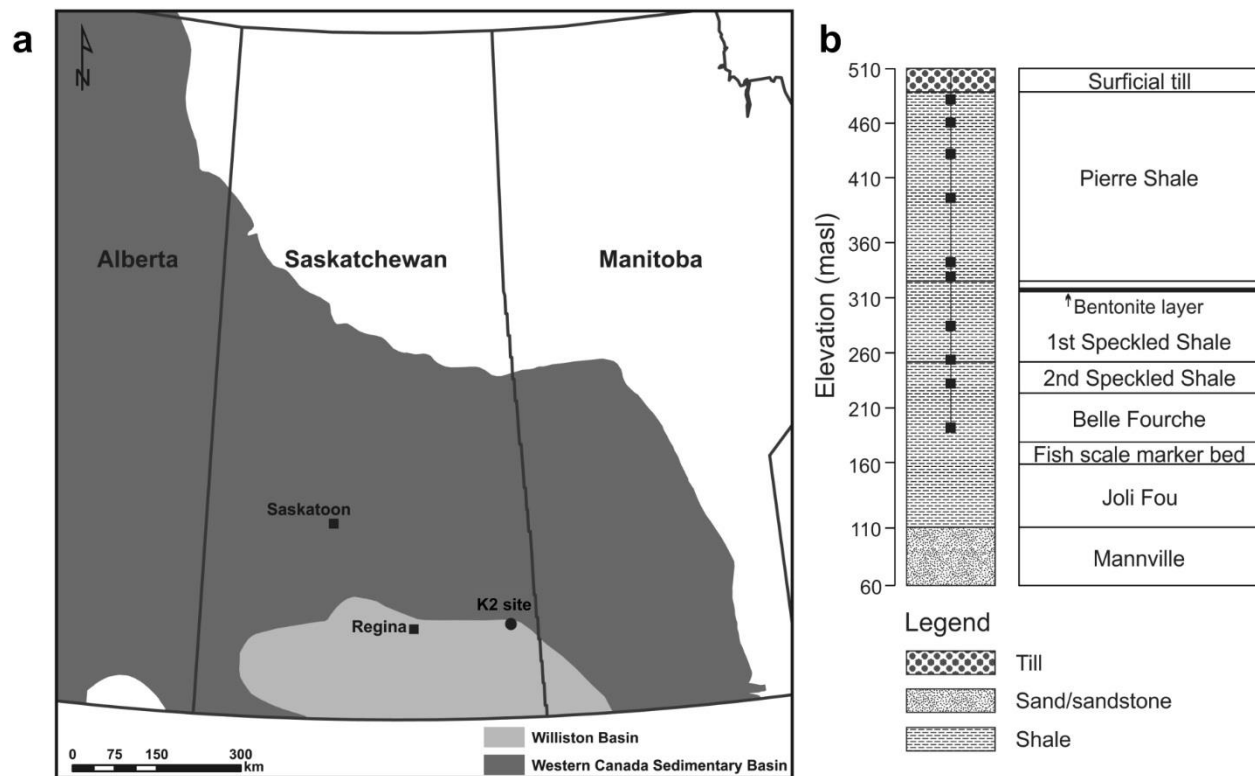 a
N
Alberta
Saskatchewan
Manitoba
Saskatoon
K2 site
Regina
0 75 150 300
km
Williston Basin
Western Canada Sedimentary Basin
b
Elevation (masl)
510
460
410
360
310
260
210
160
110
60
Surficial till
Pierre Shale
Bentonite layer
1st Speckled Shale
2nd Speckled Shale
Belle Fourche
Fish scale marker bed
Joli Fou
Mannville
Legend
Till
Sand/sandstone
Shale